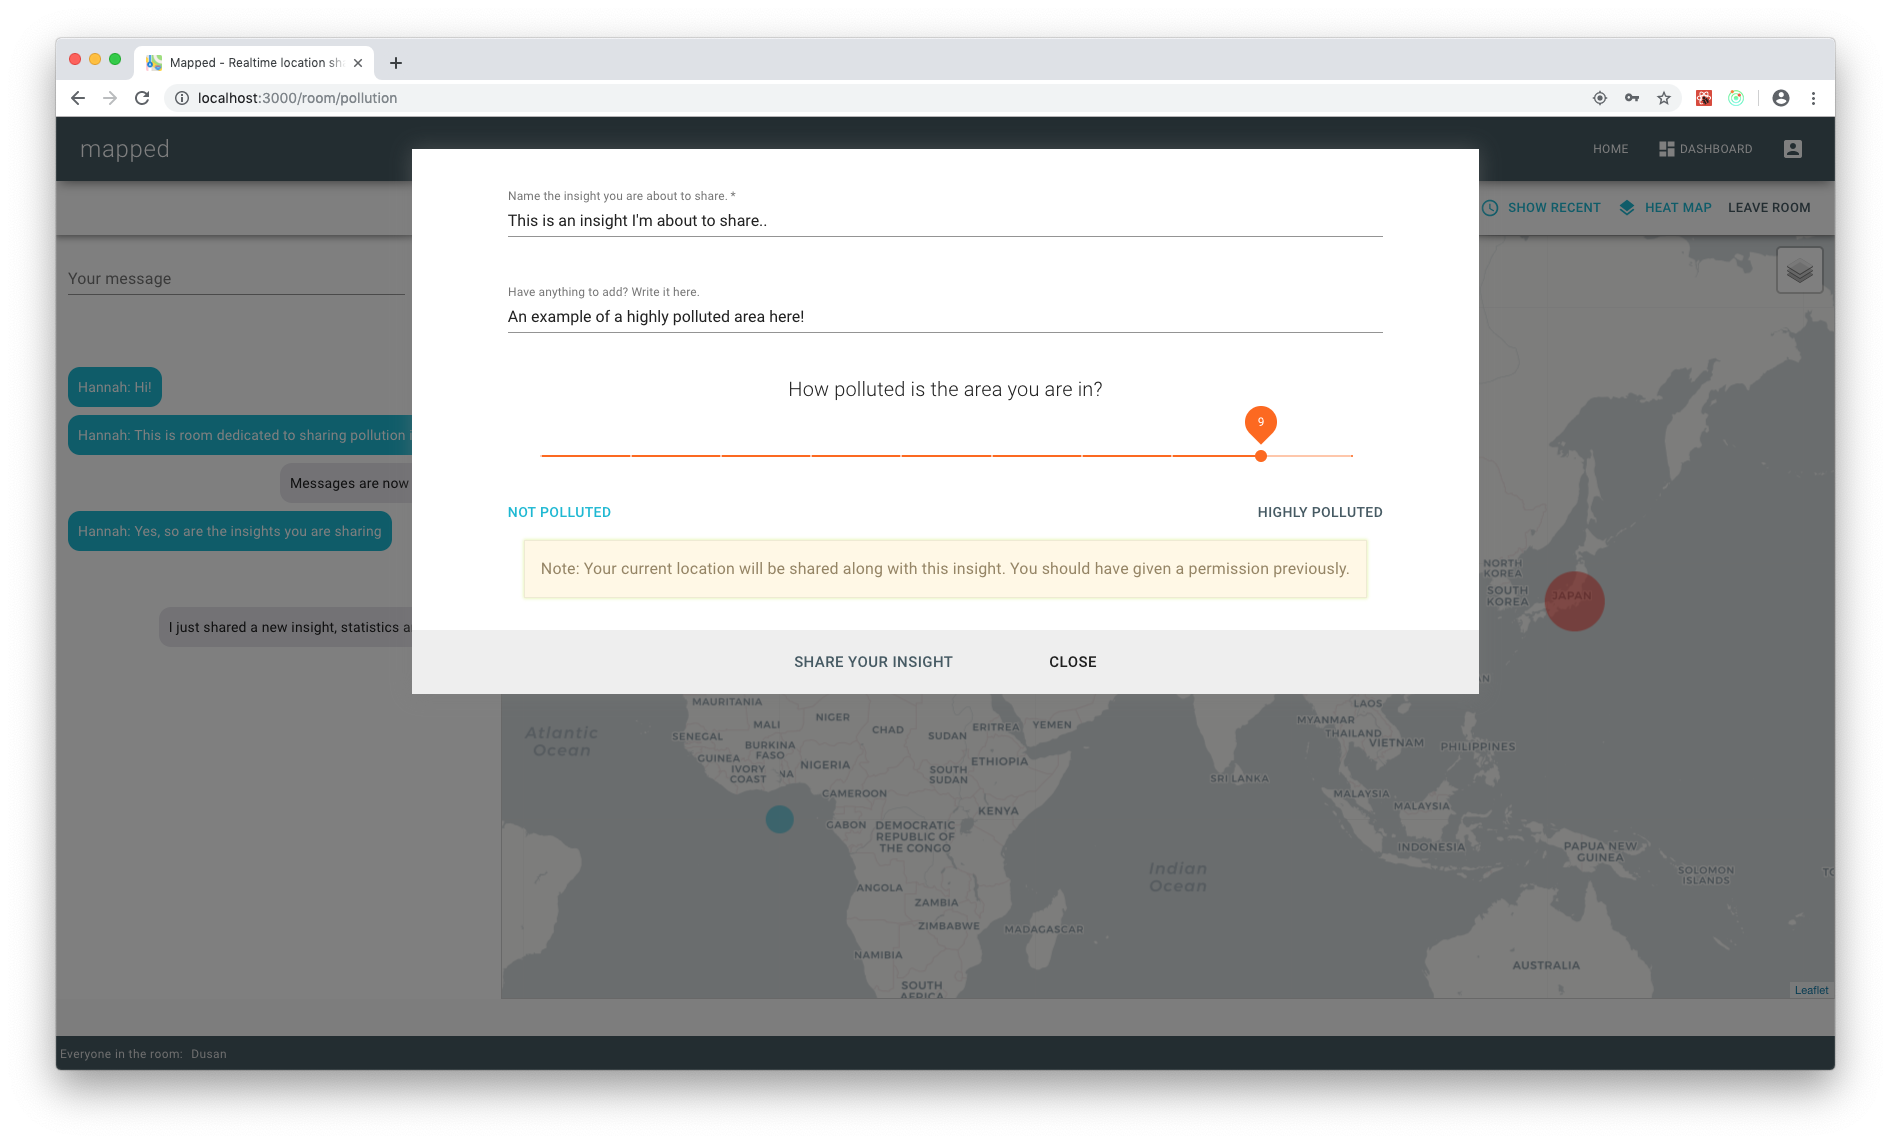 Mapped - Realtime location sh
localhost:3000/room/pollution
mapped
HOME
DASHBOARD
SHOW RECENT
HEAT MAP
LEAVE ROOM
Your message
Hannah: Hi!
Hannah: This is room dedicated to sharing pollution
Messages are now
Hannah: Yes, so are the insights you are sharing
I just shared a new insight, statistics
Name the insight you are about to share. *
This is an insight I'm about to share..
Have anything to add? Write it here.
An example of a highly polluted area here!
How polluted is the area you are in?
9
NOT POLLUTED
HIGHLY POLLUTED
Note: Your current location will be shared along with this insight. You should have given a permission previously.
SHARE YOUR INSIGHT
CLOSE
NORTH
KOREA
SOUTH
KOREA
JAPAN
MAURITANIA
MALI
NIGER
CHAD
SUDAN
ERITREA
YEMEN
SENEGAL
BURKINA
FASO
GUINEA
IVORY
COAST
NIGERIA
SOUTH
SUDAN
ETHIOPIA
CAMEROON
GABON
DEMOCRATIC
REPUBLIC OF
THE CONGO
KENYA
ANGOLA
ZAMBIA
ZIMBABWE
MADAGASCAR
NAMIBIA
SOUTH
AFRICA
Atlantic
Ocean
Indian
Ocean
LAOS
MYANMAR
THAILAND
VIETNAM
PHILIPPINES
SRI LANKA
MALAYSIA
MALAYSIA
INDONESIA
PAPUA NEW
GUINEA
SOLOMON
ISLANDS
AUSTRALIA
Leaflet
Everyone in the room: Dusan